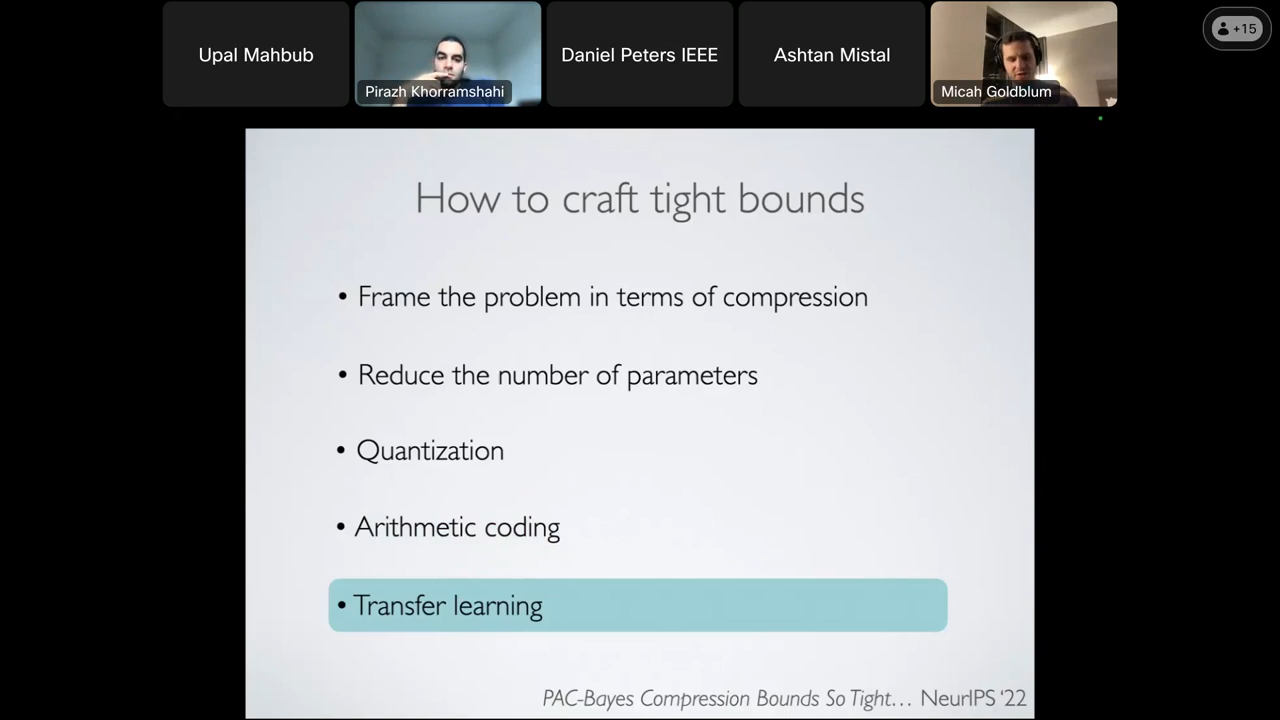 Upal Mahbub
Pirazh Khorramshahi
Daniel Peters IEEE
Ashtan Mistal
Micah Goldblum
+15
How to craft tight bounds
• Frame the problem in terms of compression
• Reduce the number of parameters
• Quantization
• Arithmetic coding
• Transfer learning
PAC-Bayes Compression Bounds So Tight… NeurIPS ‘22